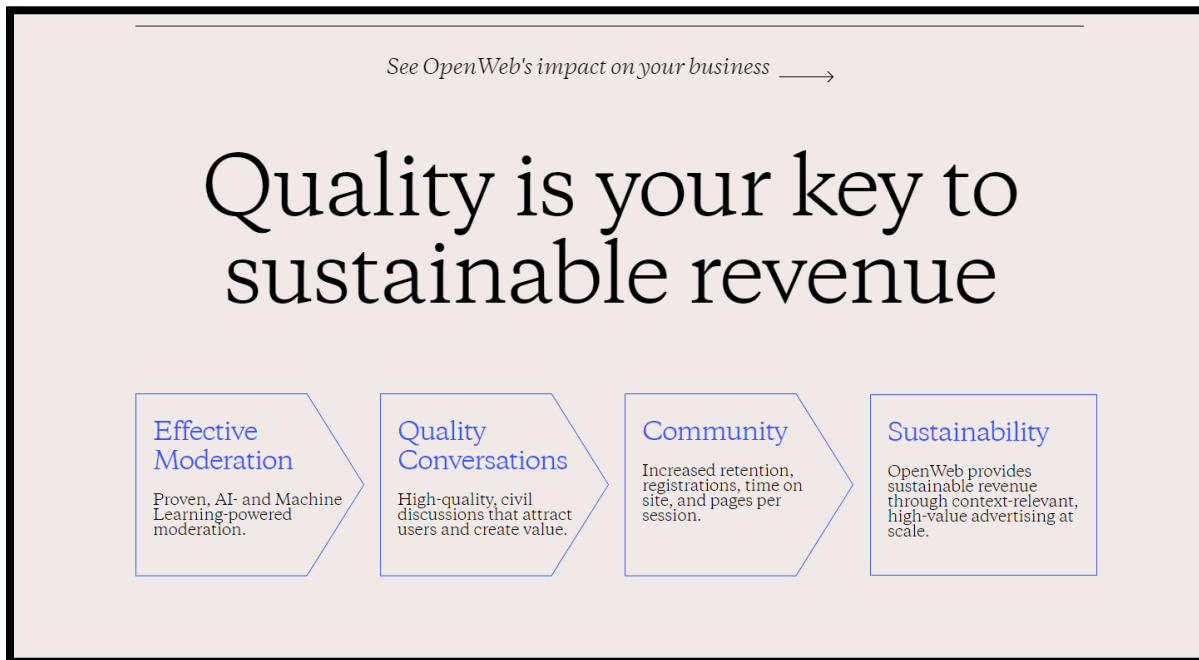 See OpenWeb's impact on your business
Quality is your key to
sustainable revenue
Effective
Moderation
Proven, AI- and Machine
Learning-powered
moderation.
Quality
Conversations
High-quality, civil
discussions that attract
users and create value.
Community
Increased retention,
registrations, time on
site, and pages per
session.
Sustainability
OpenWeb provides
sustainable revenue
through context-relevant,
high-value advertising at
scale.